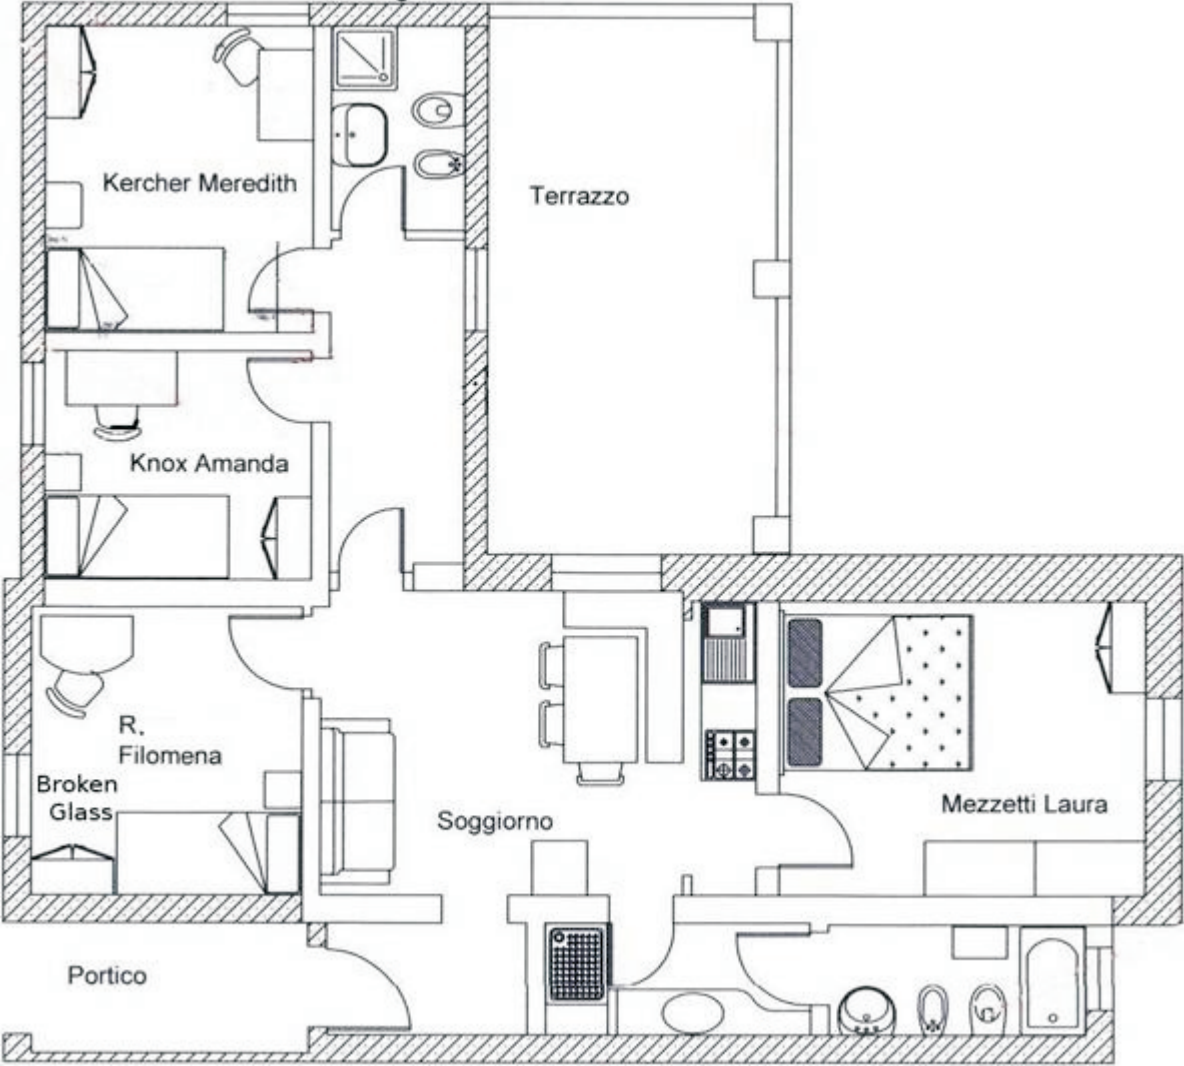 Kercher Meredith
Terrazzo
Knox Amanda
R.
Filomena
Broken
Glass
Soggiorno
Mezzetti Laura
Portico